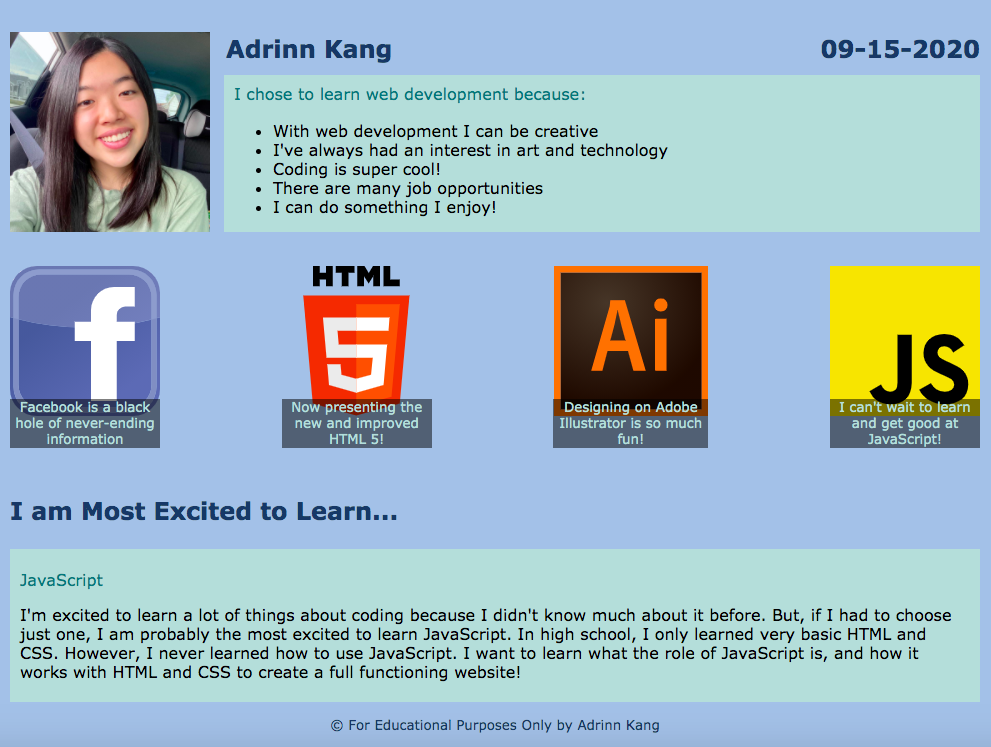 Adrinn Kang
09-15-2020
I chose to learn web development because:
With web development I can be creative
I've always had an interest in art and technology
Coding is super cool!
There are many job opportunities
I can do something I enjoy!
f
Facebook is a black
hole of never-ending
information
HTML
5
Now presenting the
new and improved
HTML 5!
Ai
Designing on Adobe
Illustrator is so much
fun!
JS
I can't wait to learn
and get good at
JavaScript!
I am Most Excited to Learn...
JavaScript
I'm excited to learn a lot of things about coding because I didn't know much about it before. But, if I had to choose
just one, I am probably the most excited to learn JavaScript. In high school, I only learned very basic HTML and
CSS. However, I never learned how to use JavaScript. I want to learn what the role of JavaScript is, and how it
works with HTML and CSS to create a full functioning website!
© For Educational Purposes Only by Adrinn Kang